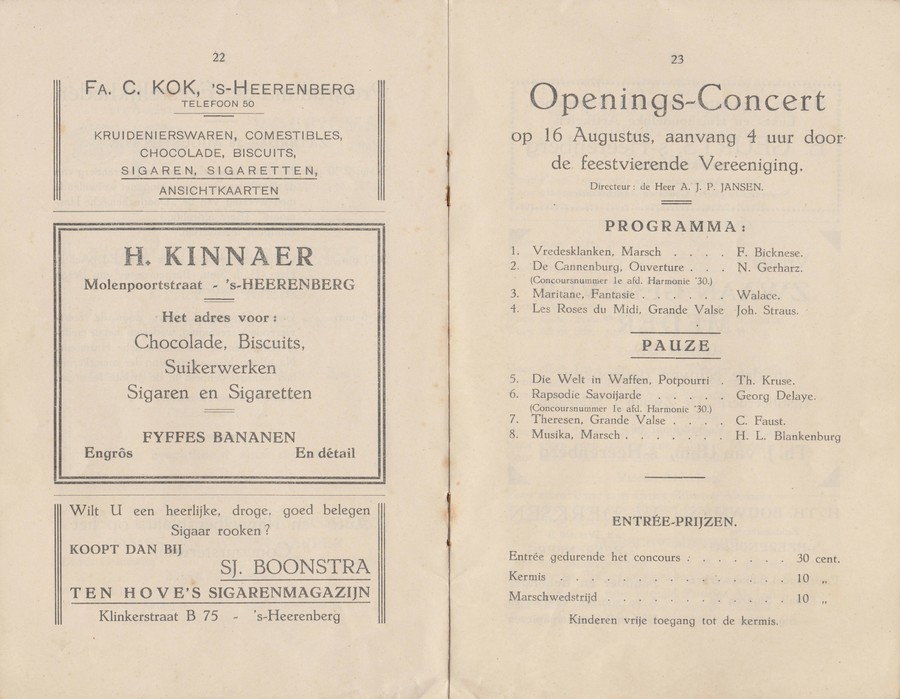 22
FA. C. KOK, 's-HEERENBERG
TELEFOON 50
KRUIDENIERSWAREN, COMESTIBLES,
CHOCOLADE, BISCUITS,
SIGAREN, SIGARETTEN,
ANSICHTKAARTEN
H. KINNAER
Molenpoortstraat - 's-HEERENBERG
Het adres voor:
Chocolade, Biscuits,
Suikerwerken
Sigaren en Sigaretten
FYFFES BANANEN
Engrôs En détail
Wilt U een heerlijke, droge, goed belegen
Sigaar rooken?
KOOPT DAN BIJ
SJ. BOONSTRA
TEN HOVE'S SIGARENMAGAZIJN
Klinkerstraat B 75 - 's-Heerenberg
23
Openings-Concert
op 16 Augustus, aanvang 4 uur door
de feestvierende Vereeniging.
Directeur: de Heer A. J. P. JANSEN.
PROGRAMMA:
1. Vredesklanken, Marsch . . . . F. Bicknese.
2. De Cannenburg, Ouverture . . . N. Gerharz.
(Concoursnummer 1e afd. Harmonie '30.)
3. Maritane, Fantasie . . . . . . Walace.
4. Les Roses du Midi, Grande Valse Joh. Straus.
PAUZE
5. Die Welt in Waffen, Potpourri . Th. Kruse.
6. Rapsodie Savoijarde . . . . . Georg Delaye.
(Concoursnummer 1e afd. Harmonie '30.)
7. Theresen, Grande Valse . . . . C. Faust.
8. Musika, Marsch . . . . . . . H. L. Blankenburg
ENTRÉE-PRIJZEN.
Entrée gedurende het concours : . . . . . . 30 cent.
Kermis . . . . . . . . . . . . . 10 „
Marschwedstrijd . . . . . . . . . . . 10 „
Kinderen vrije toegang tot de kermis.